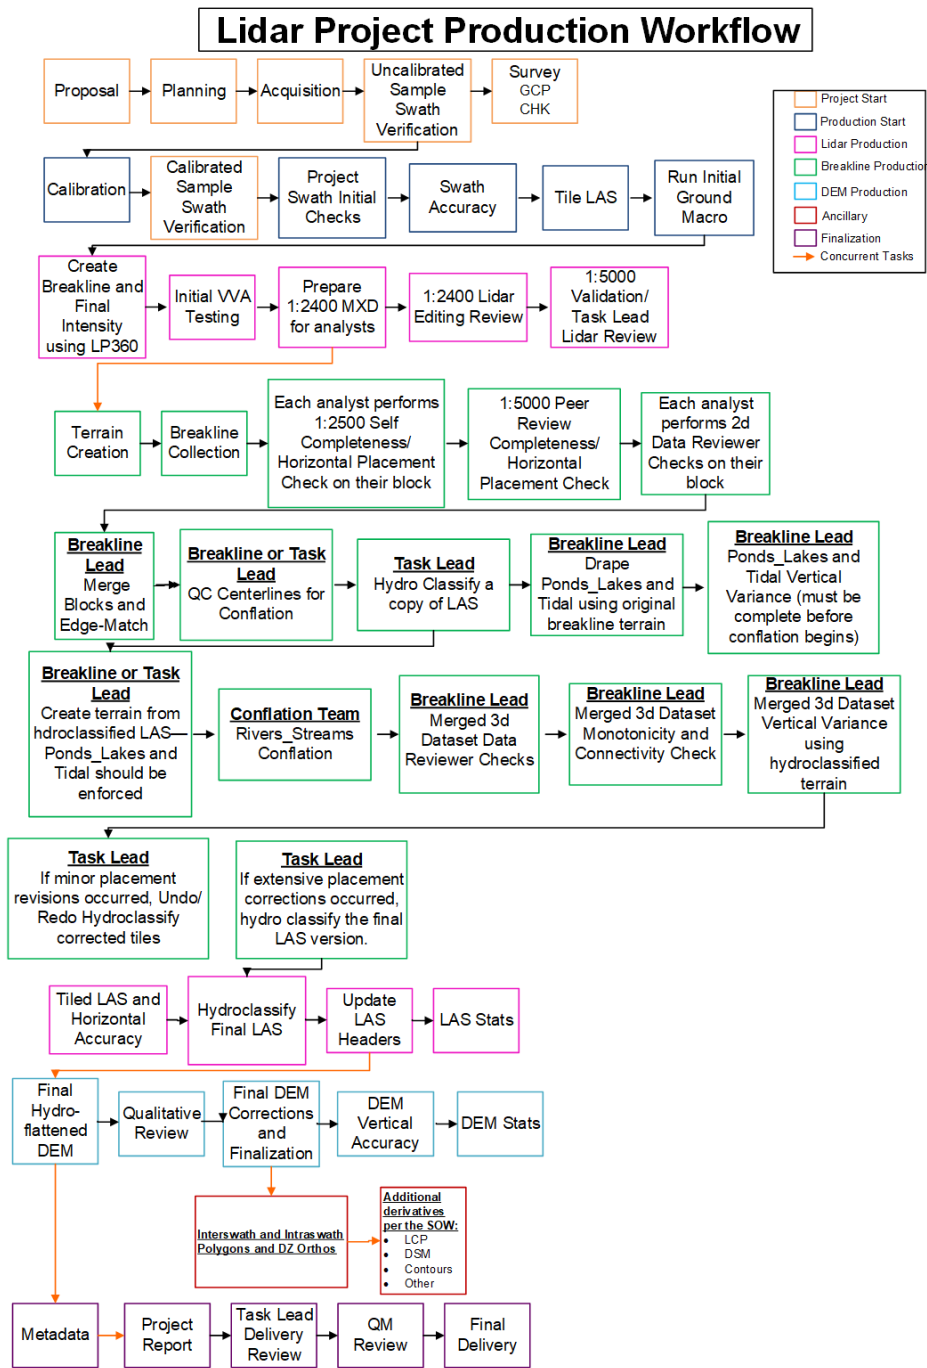 Lidar Project Production Workflow
Proposal
Planning
Acquisition
Uncalibrated
Sample
Swath
Verification
Survey
GCP
CHK
Project Start
Production Start
Lidar Production
Breakline Production
DEM Production
Ancillary
Finalization
Concurrent Tasks
Calibration
Calibrated
Sample
Swath
Verification
Project
Swath Initial
Checks
Swath
Accuracy
Tile LAS
Run Initial
Ground
Macro
Create
Breakline and
Final
Intensity
using LP360
Initial VVA
Testing
Prepare
1:2400 MXD
for analysts
1:2400 Lidar
Editing Review
1:5000
Validation/
Task Lead
Lidar Review
Terrain
Creation
Breakline
Collection
Each analyst performs
1:2500 Self
Completeness/
Horizontal Placement
Check on their block
1:5000 Peer
Review
Completeness/
Horizontal
Placement Check
Each analyst
performs 2d
Data Reviewer
Checks on their
block
Breakline
Lead
Merge
Blocks and
Edge-Match
Breakline or Task
Lead
QC Centerlines for
Conflation
Task Lead
Hydro Classify a
copy of LAS
Breakline Lead
Drape
Ponds_Lakes and
Tidal using original
breakline terrain
Breakline Lead
Ponds_Lakes and
Tidal Vertical
Variance (must be
complete before
conflation begins)
Breakline or Task
Lead
Create terrain from
hdroclassified LAS—
Ponds_Lakes and
Tidal should be
enforced
Conflation Team
Rivers_Streams
Conflation
Breakline Lead
Merged 3d
Dataset Data
Reviewer Checks
Breakline Lead
Merged 3d Dataset
Monotonicity and
Connectivity Check
Breakline Lead
Merged 3d Dataset
Vertical Variance
using
hydroclassified
terrain
Task Lead
If minor placement
revisions occurred, Undo/
Redo Hydroclassify
corrected tiles
Task Lead
If extensive placement
corrections occurred,
hydro classify the final
LAS version.
Tiled LAS and
Horizontal
Accuracy
Hydroclassify
Final LAS
Update
LAS
Headers
LAS Stats
Final
Hydro-
flattened
DEM
Qualitative
Review
Final DEM
Corrections
and
Finalization
DEM
Vertical
Accuracy
DEM Stats
Interswath and Intraswath
Polygons and DZ Orthos
Additional
derivatives
per the SOW:
• LCP
• DSM
• Contours
• Other
Metadata
Project
Report
Task Lead
Delivery
Review
QM
Review
Final
Delivery